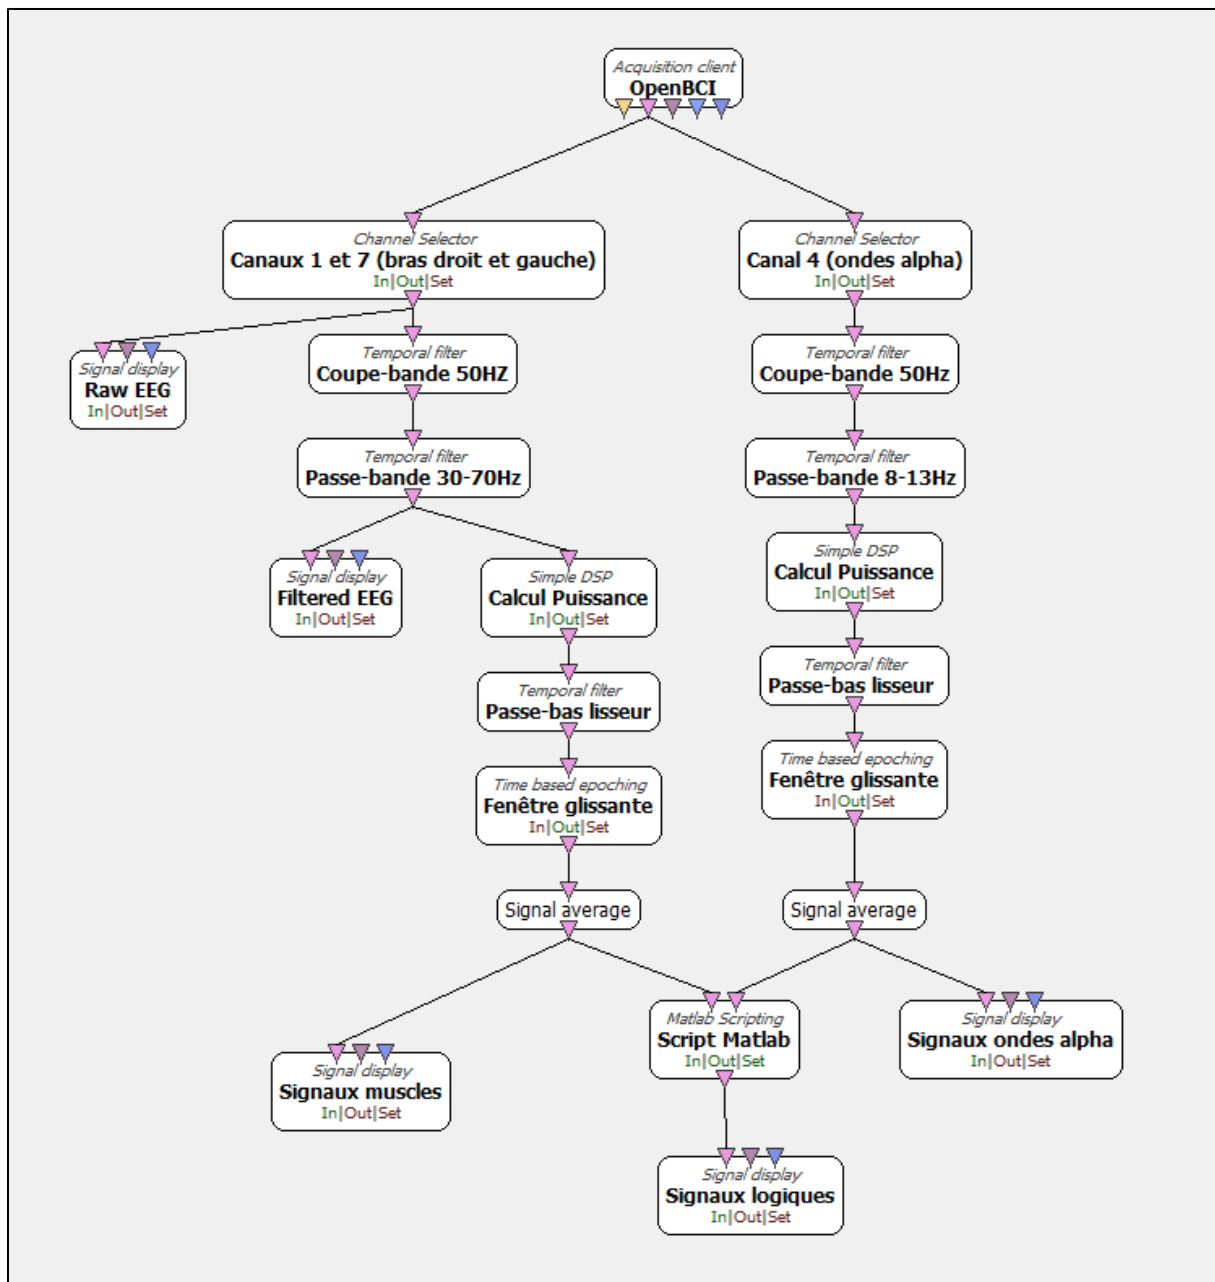 Acquisition client
OpenBCI
Channel Selector
Canaux 1 et 7 (bras droit et gauche)
In|Out|Set
Channel Selector
Canal 4 (ondes alpha)
In|Out|Set
Signal display
Raw EEG
In|Out|Set
Temporal filter
Coupe-bande 50HZ
Temporal filter
Coupe-bande 50Hz
Temporal filter
Passe-bande 30-70Hz
Temporal filter
Passe-bande 8-13Hz
Signal display
Filtered EEG
In|Out|Set
Simple DSP
Calcul Puissance
In|Out|Set
Simple DSP
Calcul Puissance
In|Out|Set
Temporal filter
Passe-bas lisseur
Temporal filter
Passe-bas lisseur
Time based epoching
Fenêtre glissante
In|Out|Set
Time based epoching
Fenêtre glissante
In|Out|Set
Signal average
Signal average
Signal display
Signaux muscles
In|Out|Set
Matlab Scripting
Script Matlab
In|Out|Set
Signal display
Signaux ondes alpha
In|Out|Set
Signal display
Signaux logiques
In|Out|Set